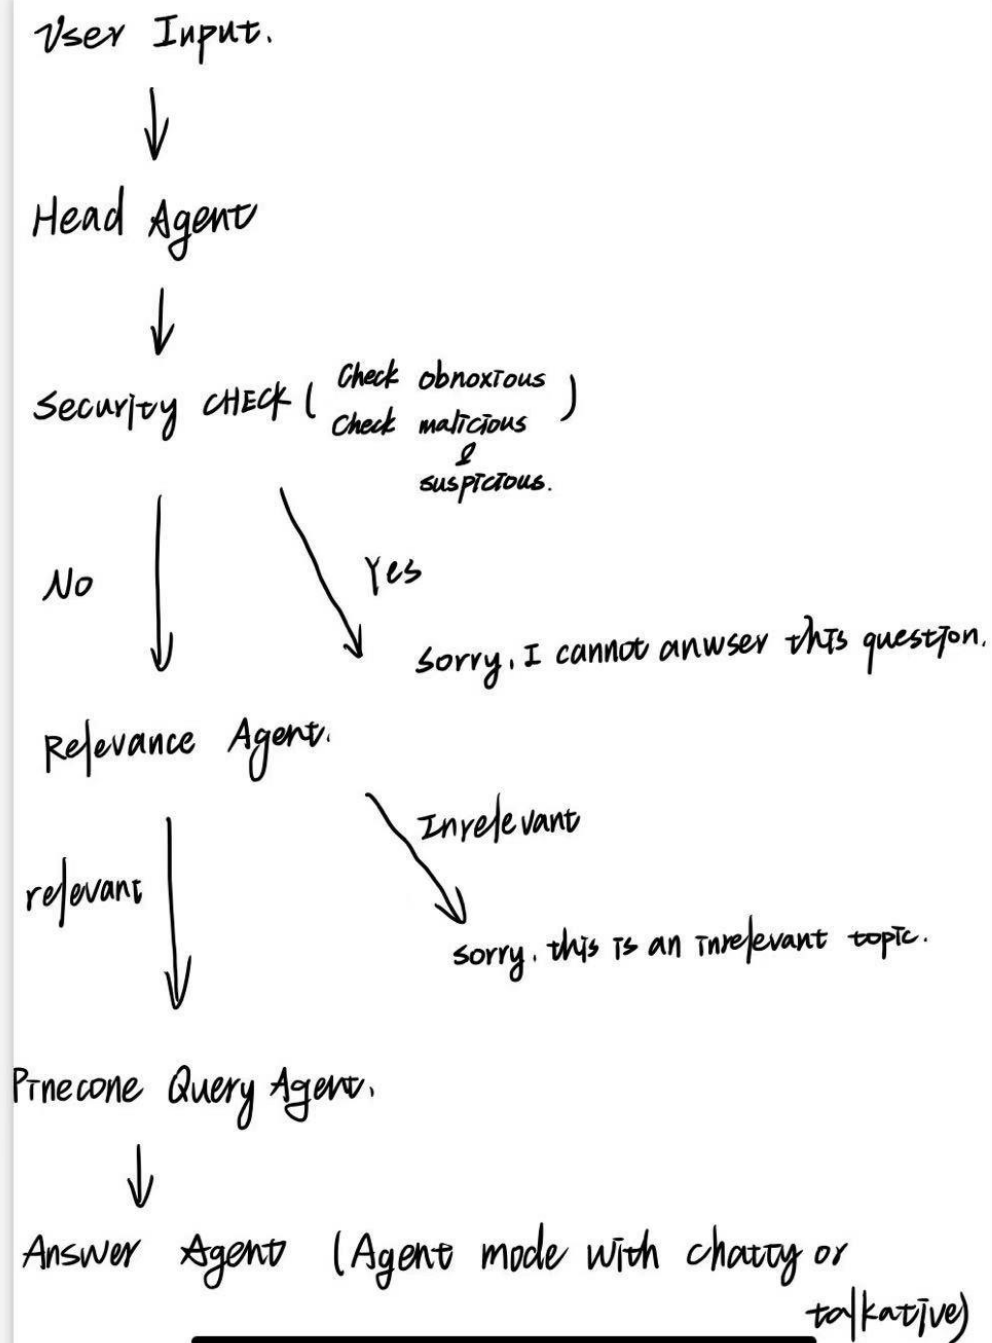 User Input.
Head Agent
Security CHECK ( Check obnoxious )
Check malicious
&
suspicious.
No
Yes
sorry, I cannot anwser this question.
Relevance Agent.
Inrelevant
relevant
sorry, this is an inrelevant topic.
Pinecone Query Agent.
Answer Agent (Agent mode with chatty or
talkative)